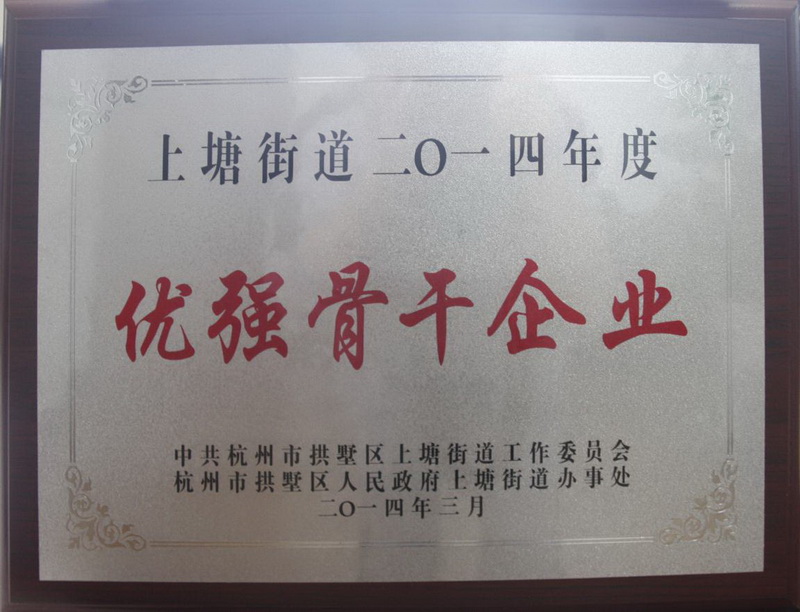 上塘街道二〇一四年度
优强骨干企业
中共杭州市拱墅区上塘街道工作委员会
杭州市拱墅区人民政府上塘街道办事处
二〇一四年三月